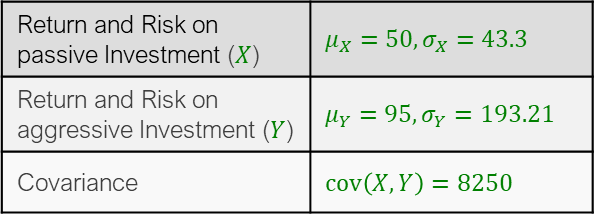 Return and Risk on
passive Investment (𝑋)
𝜇𝑋 = 50, 𝜎𝑋 = 43.3
Return and Risk on
aggressive Investment (𝑌)
𝜇𝑌 = 95, 𝜎𝑌 = 193.21
Covariance
cov(𝑋, 𝑌) = 8250